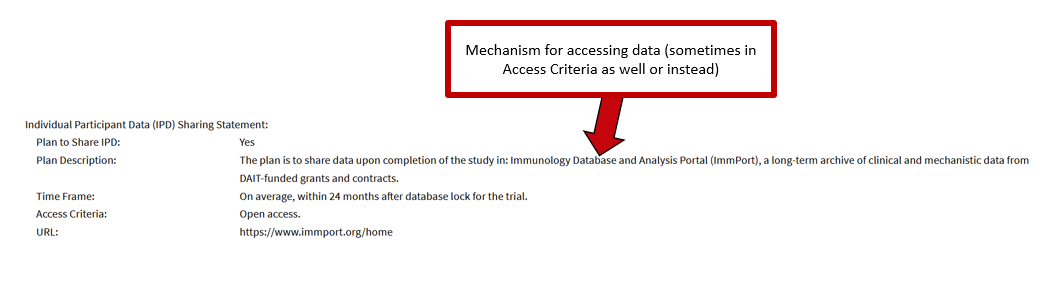 Mechanism for accessing data (sometimes in
Access Criteria as well or instead)
Individual Participant Data (IPD) Sharing Statement:
Plan to Share IPD: Yes
Plan Description: The plan is to share data upon completion of the study in: Immunology Database and Analysis Portal (ImmPort), a long-term archive of clinical and mechanistic data from
DAIT-funded grants and contracts.
Time Frame: On average, within 24 months after database lock for the trial.
Access Criteria: Open access.
URL: https://www.immport.org/home